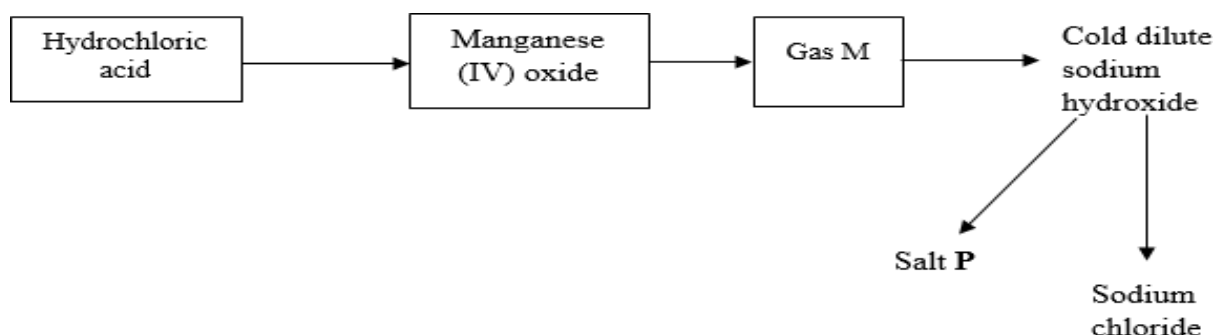 Hydrochloric
acid
Manganese
(IV) oxide
Gas M
Cold dilute
sodium
hydroxide
Salt P
Sodium
chloride